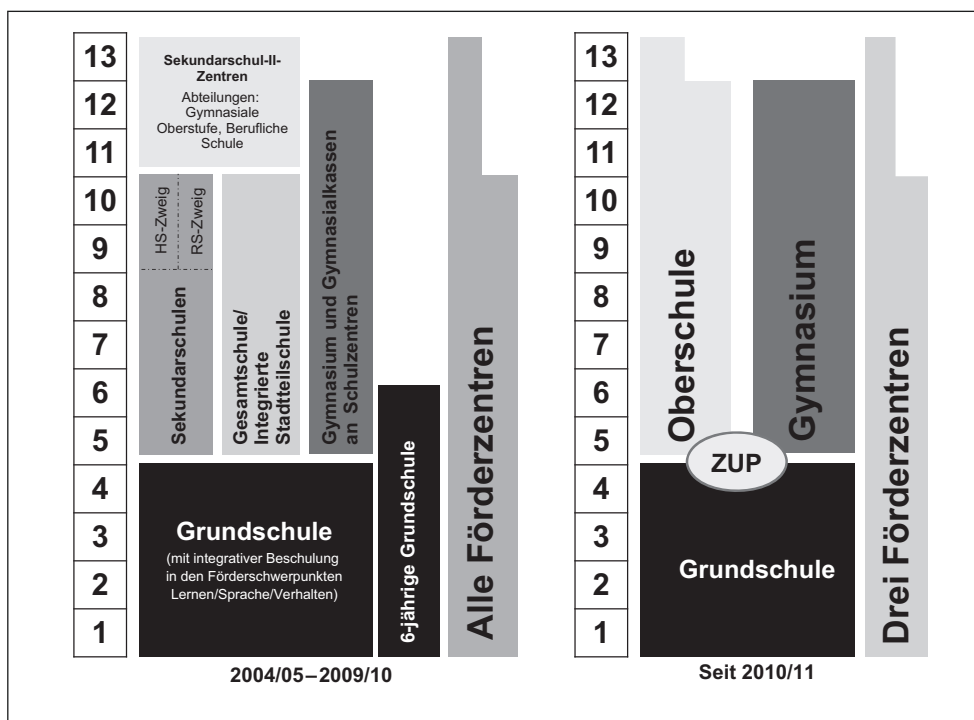 13
12
11
10
9
8
7
6
5
4
3
2
1
Sekundarschul-II-
Zentren
Abteilungen:
Gymnasiale
Oberstufe, Berufliche
Schule
HS-Zweig
RS-Zweig
Sekundarschulen
Gesamtschule/
Integrierte
Stadtteilschule
Gymnasium und Gymnasialkassen
an Schulzentren
Grundschule
(mit integrativer Beschulung
in den Förderschwerpunkten
Lernen/Sprache/Verhalten)
6-jährige Grundschule
Alle Förderzentren
2004/05–2009/10
13
12
11
10
9
8
7
6
5
4
3
2
1
Oberschule
Gymnasium
ZUP
Grundschule
Drei Förderzentren
Seit 2010/11